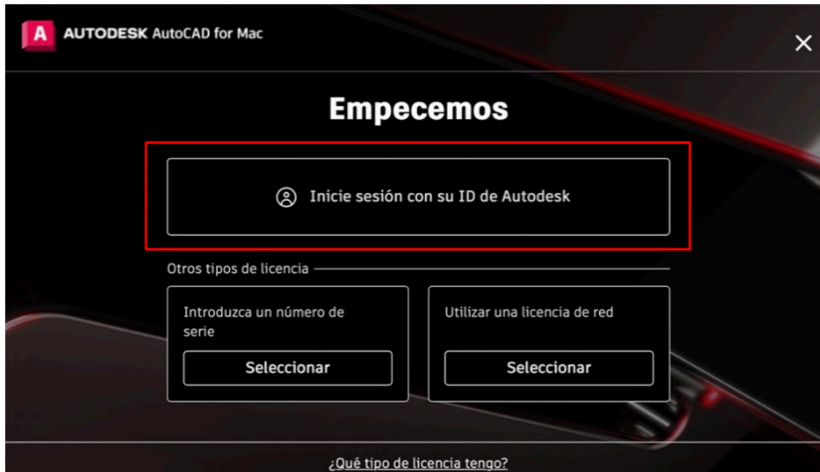 A AUTODESK AutoCAD for Mac
Empecemos
Inicie sesión con su ID de Autodesk
Otros tipos de licencia
Introduzca un número de
serie
Seleccionar
Utilizar una licencia de red
Seleccionar
¿Qué tipo de licencia tengo?